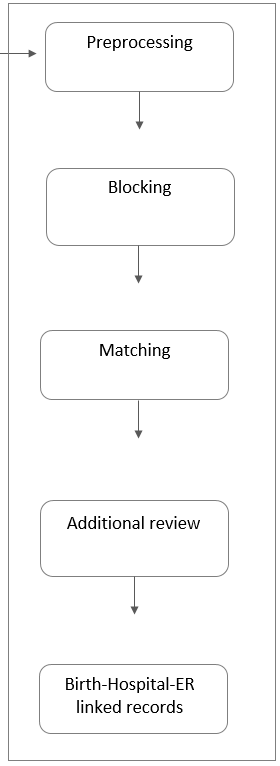 Preprocessing
Blocking
Matching
Additional review
Birth-Hospital-ER
linked records